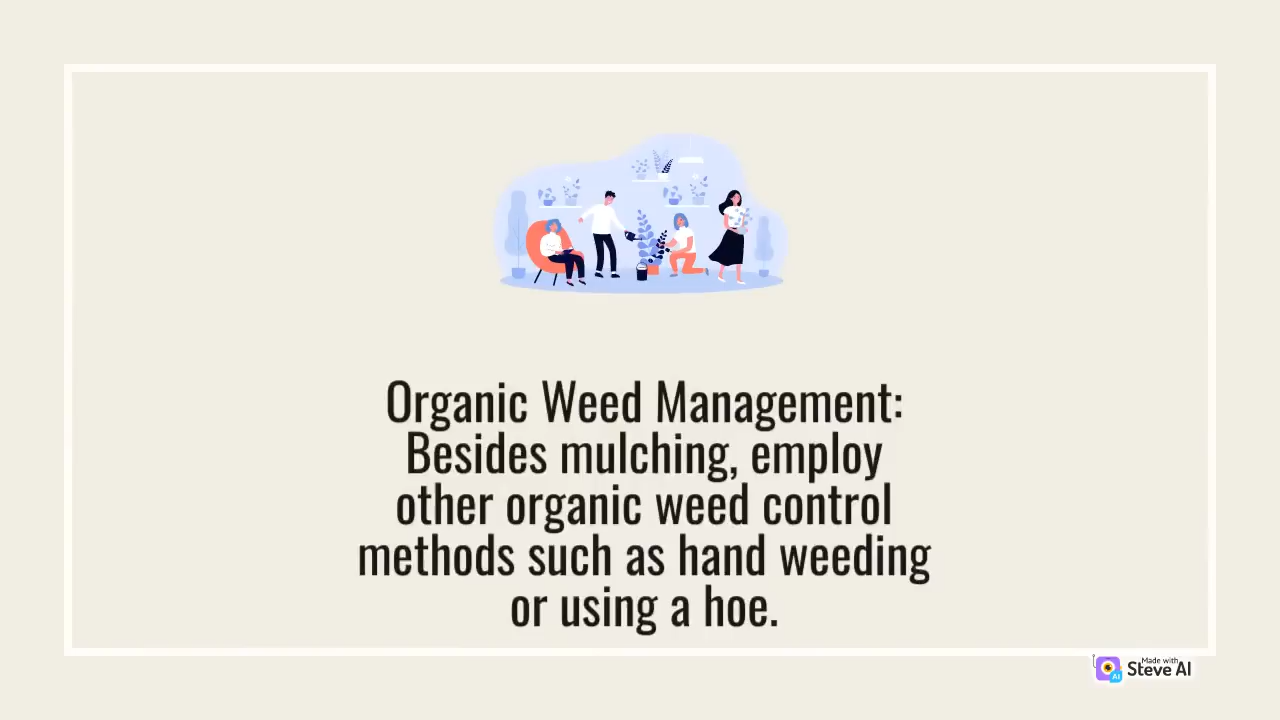 Organic Weed Management:
Besides mulching, employ
other organic weed control
methods such as hand weeding
or using a hoe.
Made with
Steve AI
AI